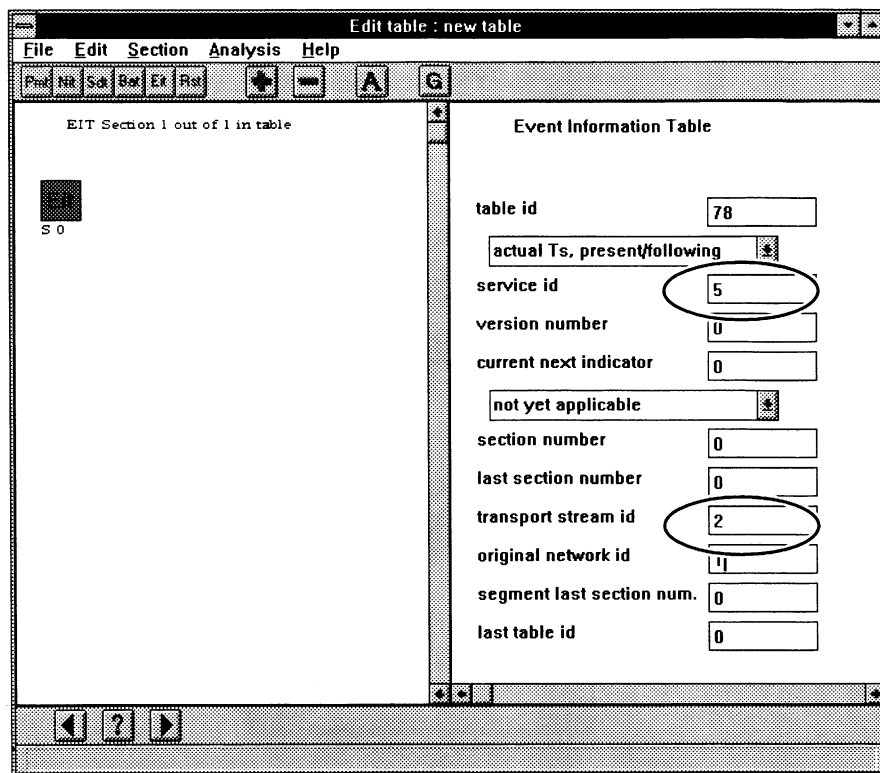 Edit table : new table
File Edit Section Analysis Help
Pmt Nit Sdt Bat Eit Rst A G
EIT Section 1 out of 1 in table
Eit
S 0
Event Information Table
table id 78
actual Ts, present/following
service id 5
version number 0
current next indicator 0
not yet applicable
section number 0
last section number 0
transport stream id 2
original network id
segment last section num. 0
last table id 0
?